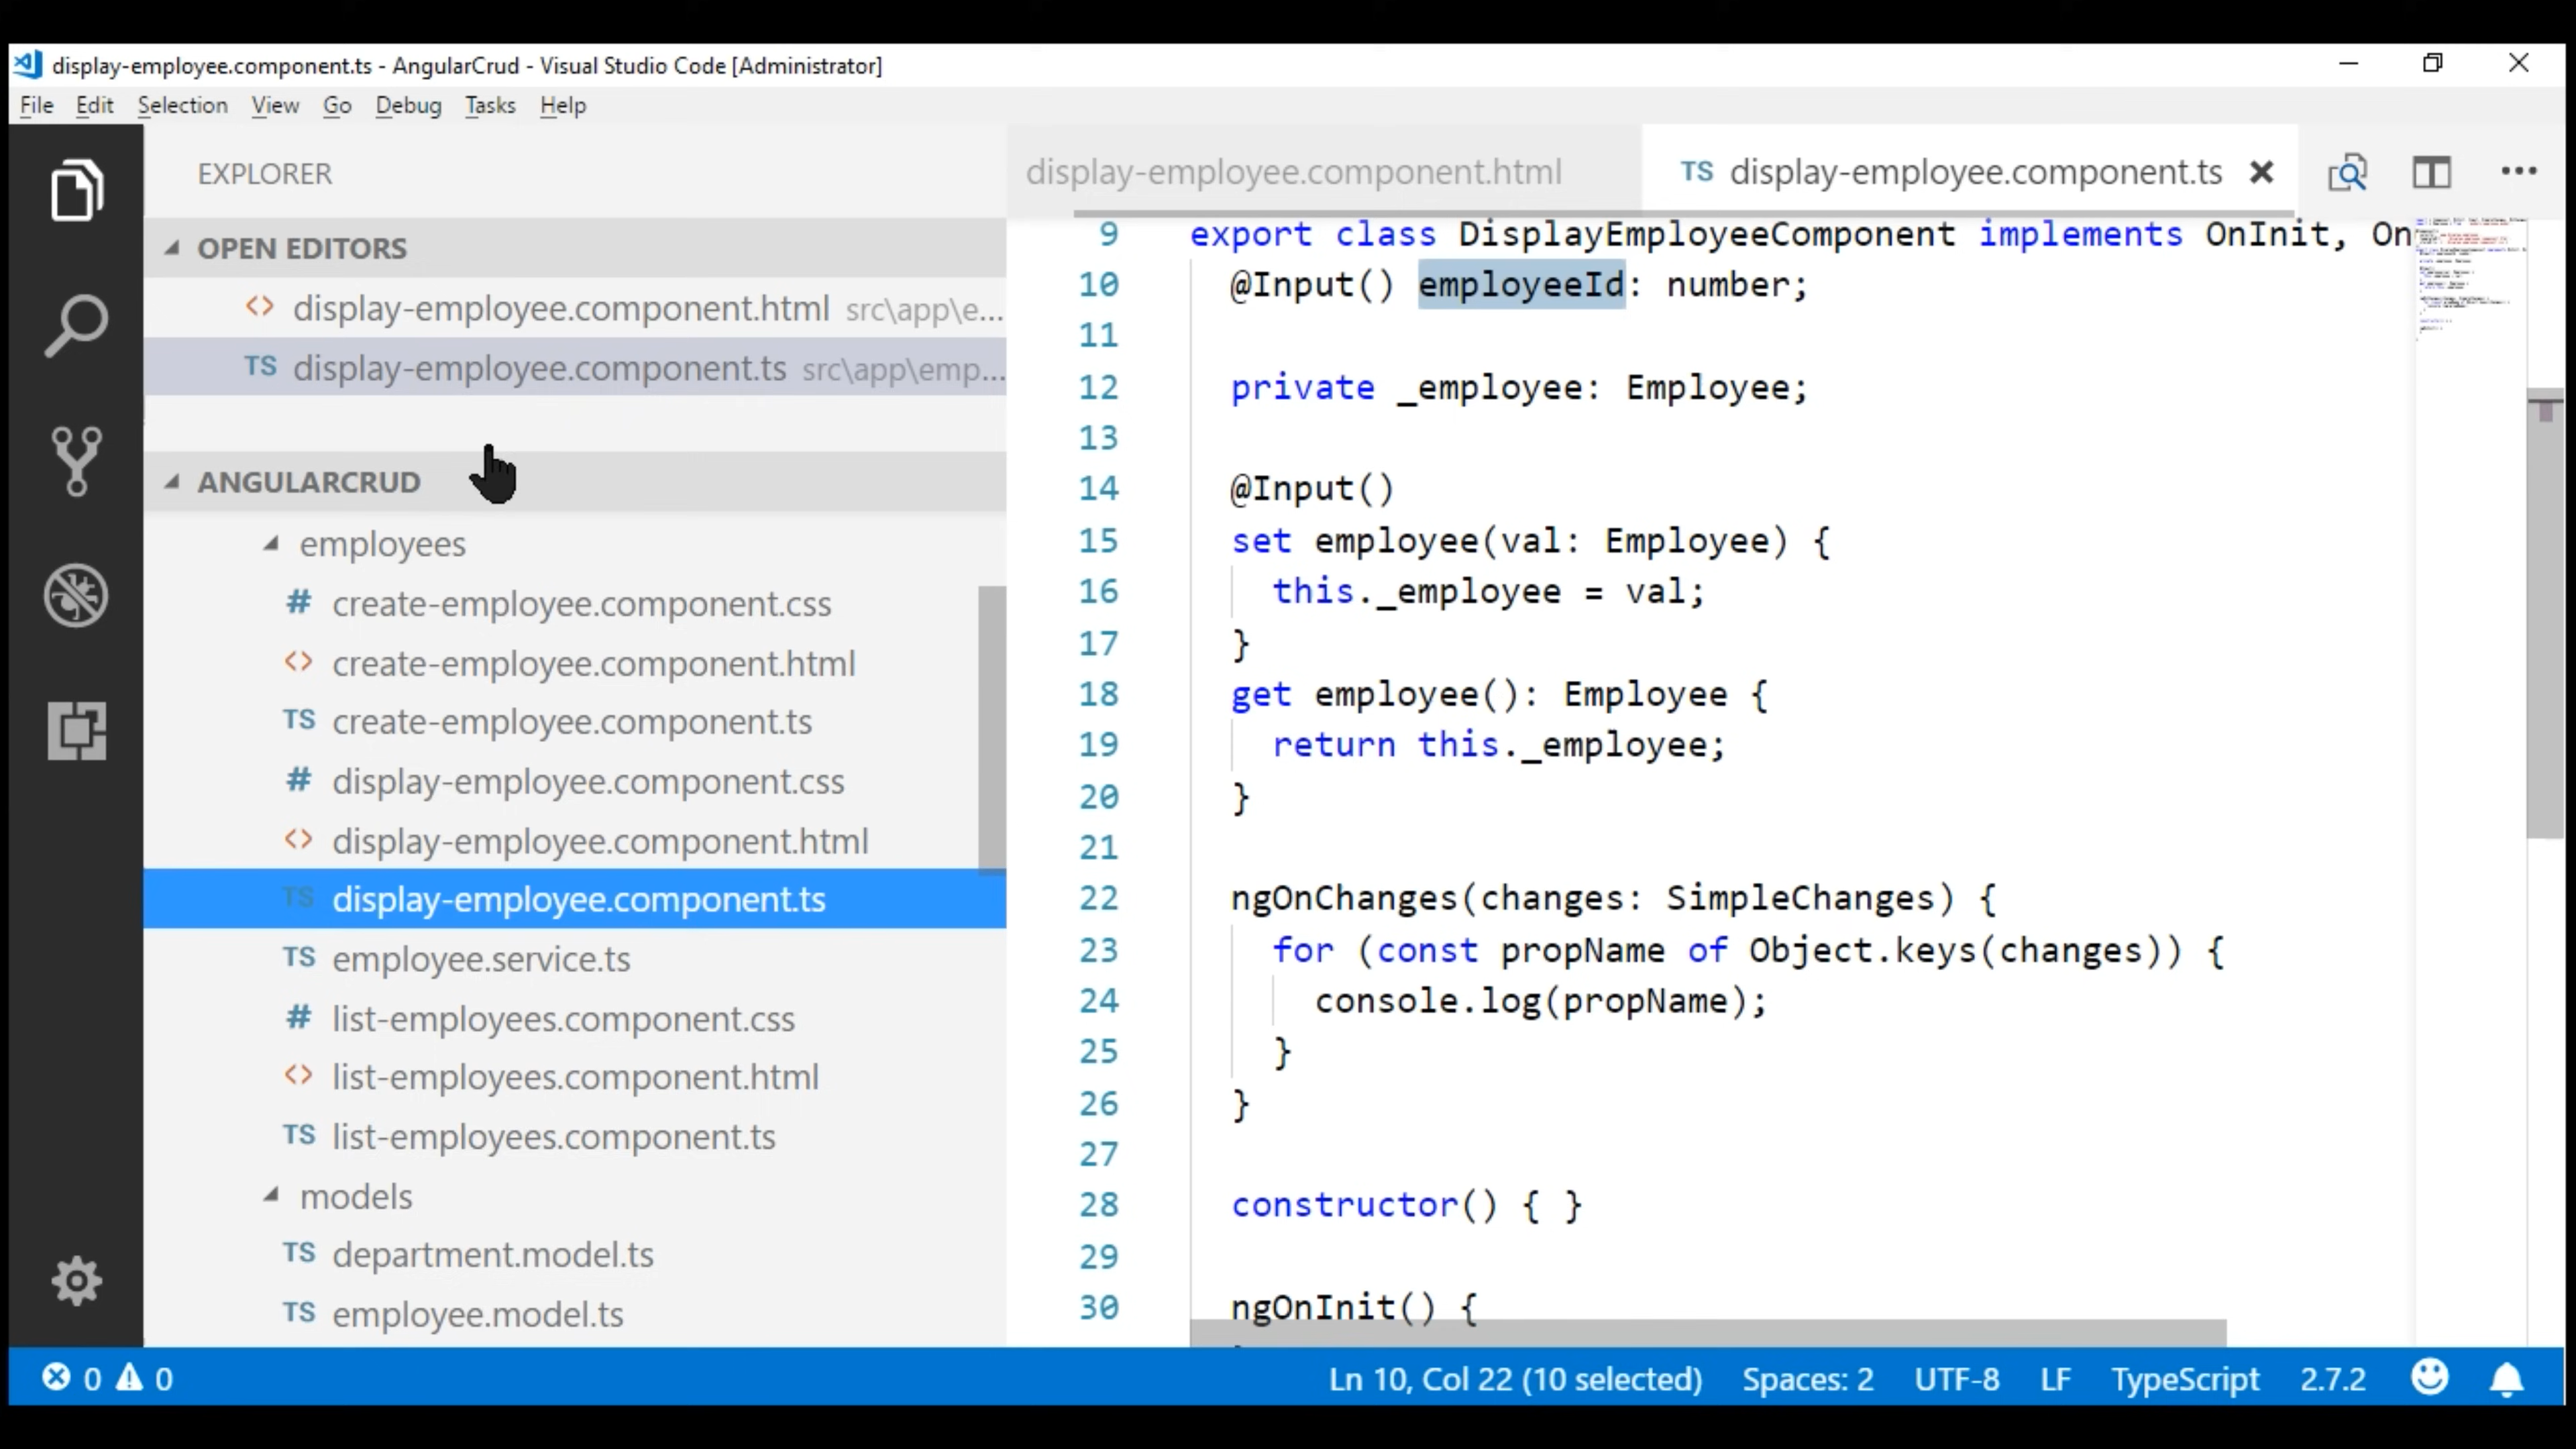 display-employee.component.ts - AngularCrud - Visual Studio Code [Administrator]
File Edit Selection View Go Debug Tasks Help
EXPLORER
OPEN EDITORS
<> display-employee.component.html src\app\e...
TS display-employee.component.ts src\app\emp...
ANGULARCRUD
employees
# create-employee.component.css
<> create-employee.component.html
TS create-employee.component.ts
# display-employee.component.css
<> display-employee.component.html
TS display-employee.component.ts
TS employee.service.ts
# list-employees.component.css
<> list-employees.component.html
TS list-employees.component.ts
models
TS department.model.ts
TS employee.model.ts
display-employee.component.html TS display-employee.component.ts
9 export class DisplayEmployeeComponent implements OnInit, On
10 @Input() employeeId: number;
11
12 private _employee: Employee;
13
14 @Input()
15 set employee(val: Employee) {
16 this._employee = val;
17 }
18 get employee(): Employee {
19 return this._employee;
20 }
21
22 ngOnChanges(changes: SimpleChanges) {
23 for (const propName of Object.keys(changes)) {
24 console.log(propName);
25 }
26 }
27
28 constructor() { }
29
30 ngOnInit() {
0 0 Ln 10, Col 22 (10 selected) Spaces: 2 UTF-8 LF TypeScript 2.7.2